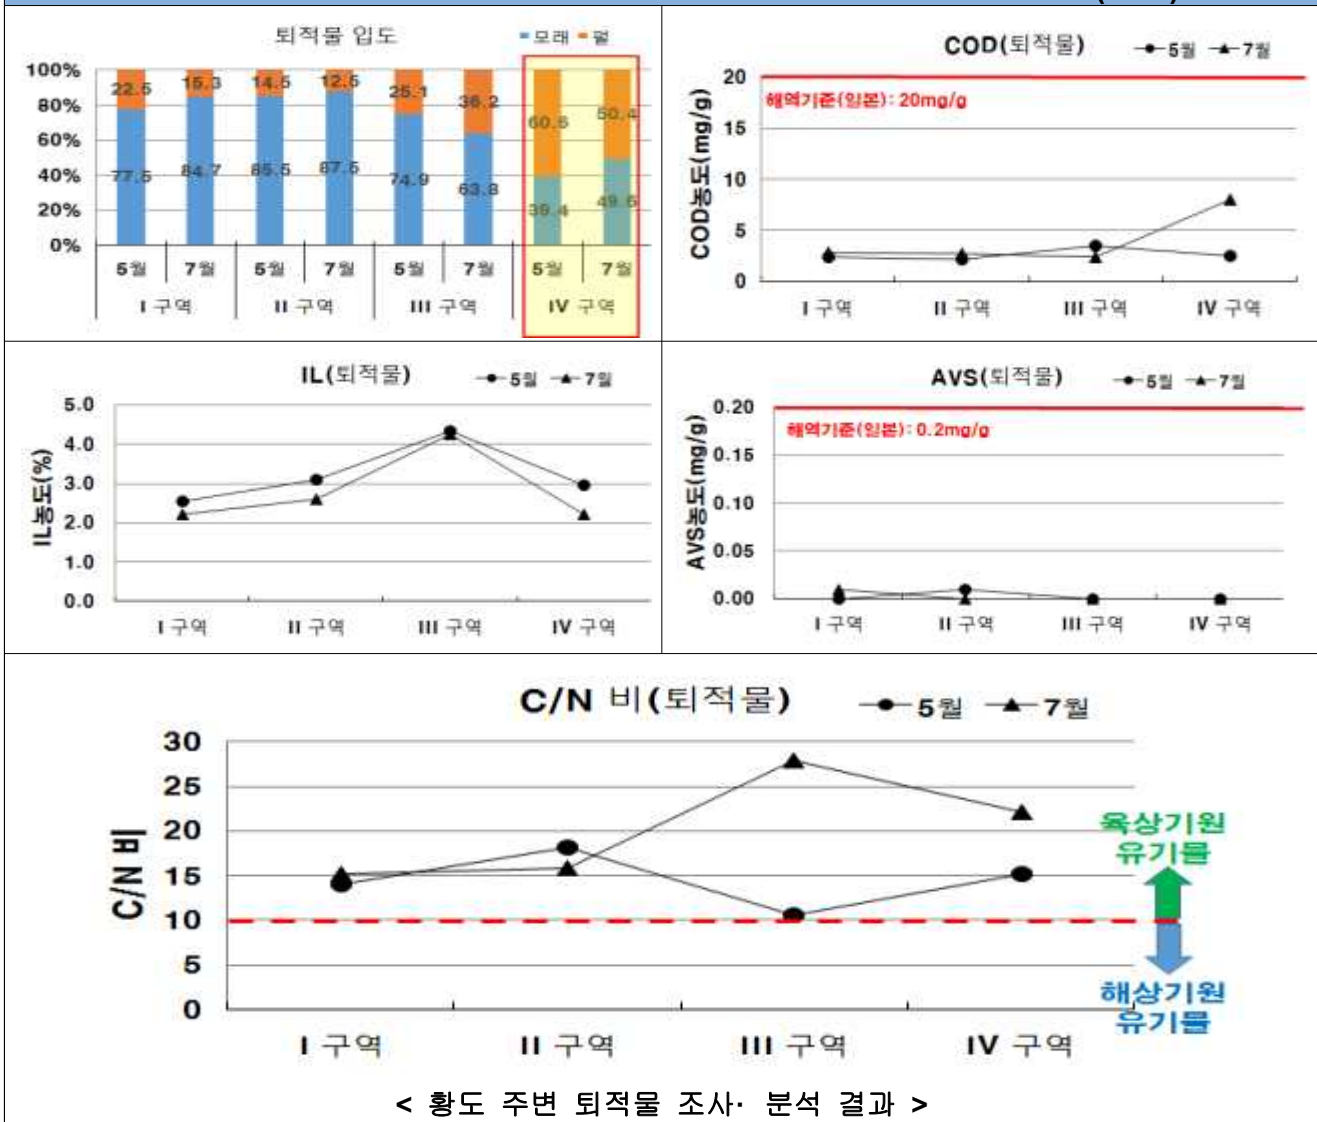 퇴적물 입도
모래 펄
100%
80%
60%
40%
20%
0%
22.5 15.3 14.5 12.5 25.1 36.2 60.6 50.4
77.5 84.7 85.5 87.5 74.9 63.8 39.4 49.6
5월 7월 5월 7월 5월 7월 5월 7월
I 구역 II 구역 III 구역 IV 구역
COD(퇴적물) 5월 7월
해역기준(일본): 20mg/g
COD농도(mg/g)
20
15
10
5
0
I 구역 II 구역 III 구역 IV 구역
IL(퇴적물) 5월 7월
IL농도(%)
5.0
4.0
3.0
2.0
1.0
0.0
I 구역 II 구역 III 구역 IV 구역
AVS(퇴적물) 5월 7월
해역기준(일본): 0.2mg/g
AVS농도(mg/g)
0.20
0.15
0.10
0.05
0.00
I 구역 II 구역 III 구역 IV 구역
C/N 비(퇴적물) 5월 7월
C/N 비
30
25
20
15
10
5
0
육상기원
유기물
해상기원
유기물
I 구역 II 구역 III 구역 IV 구역
< 황도 주변 퇴적물 조사· 분석 결과 >